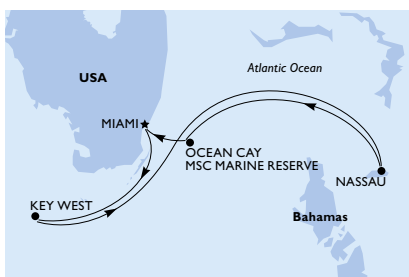 USA
Atlantic Ocean
MIAMI
OCEAN CAY
MSC MARINE RESERVE
NASSAU
KEY WEST
Bahamas